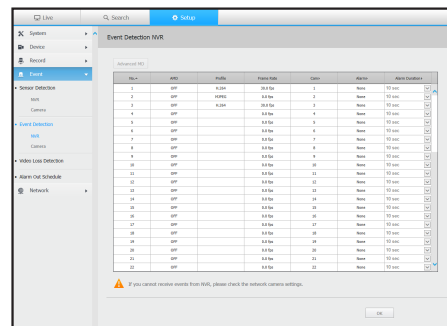 Live
Search
Setup
System
Device
Record
Event
Sensor Detection
NVR
Camera
Event Detection
NVR
Camera
Video Loss Detection
Alarm Out Schedule
Network
Event Detection NVR
Advanced MD
No. AMD Profile Frame Rate Cam Alarm Alarm Duration
1 OFF H.264 30.0 fps 1 None 10 sec
2 OFF MJPEG 0.0 fps 2 None 10 sec
3 OFF H.264 30.0 fps 3 None 10 sec
4 OFF 0.0 fps 4 None 10 sec
5 OFF 0.0 fps 5 None 10 sec
6 OFF 0.0 fps 6 None 10 sec
7 OFF 0.0 fps 7 None 10 sec
8 OFF 0.0 fps 8 None 10 sec
9 OFF 0.0 fps 9 None 10 sec
10 OFF 0.0 fps 10 None 10 sec
11 OFF 0.0 fps 11 None 10 sec
12 OFF 0.0 fps 12 None 10 sec
13 OFF 0.0 fps 13 None 10 sec
14 OFF 0.0 fps 14 None 10 sec
15 OFF 0.0 fps 15 None 10 sec
16 OFF 0.0 fps 16 None 10 sec
17 OFF 0.0 fps 17 None 10 sec
18 OFF 0.0 fps 18 None 10 sec
19 OFF 0.0 fps 19 None 10 sec
20 OFF 0.0 fps 20 None 10 sec
21 OFF 0.0 fps 21 None 10 sec
22 OFF 0.0 fps 22 None 10 sec
If you cannot receive events from NVR, please check the network camera settings.
OK